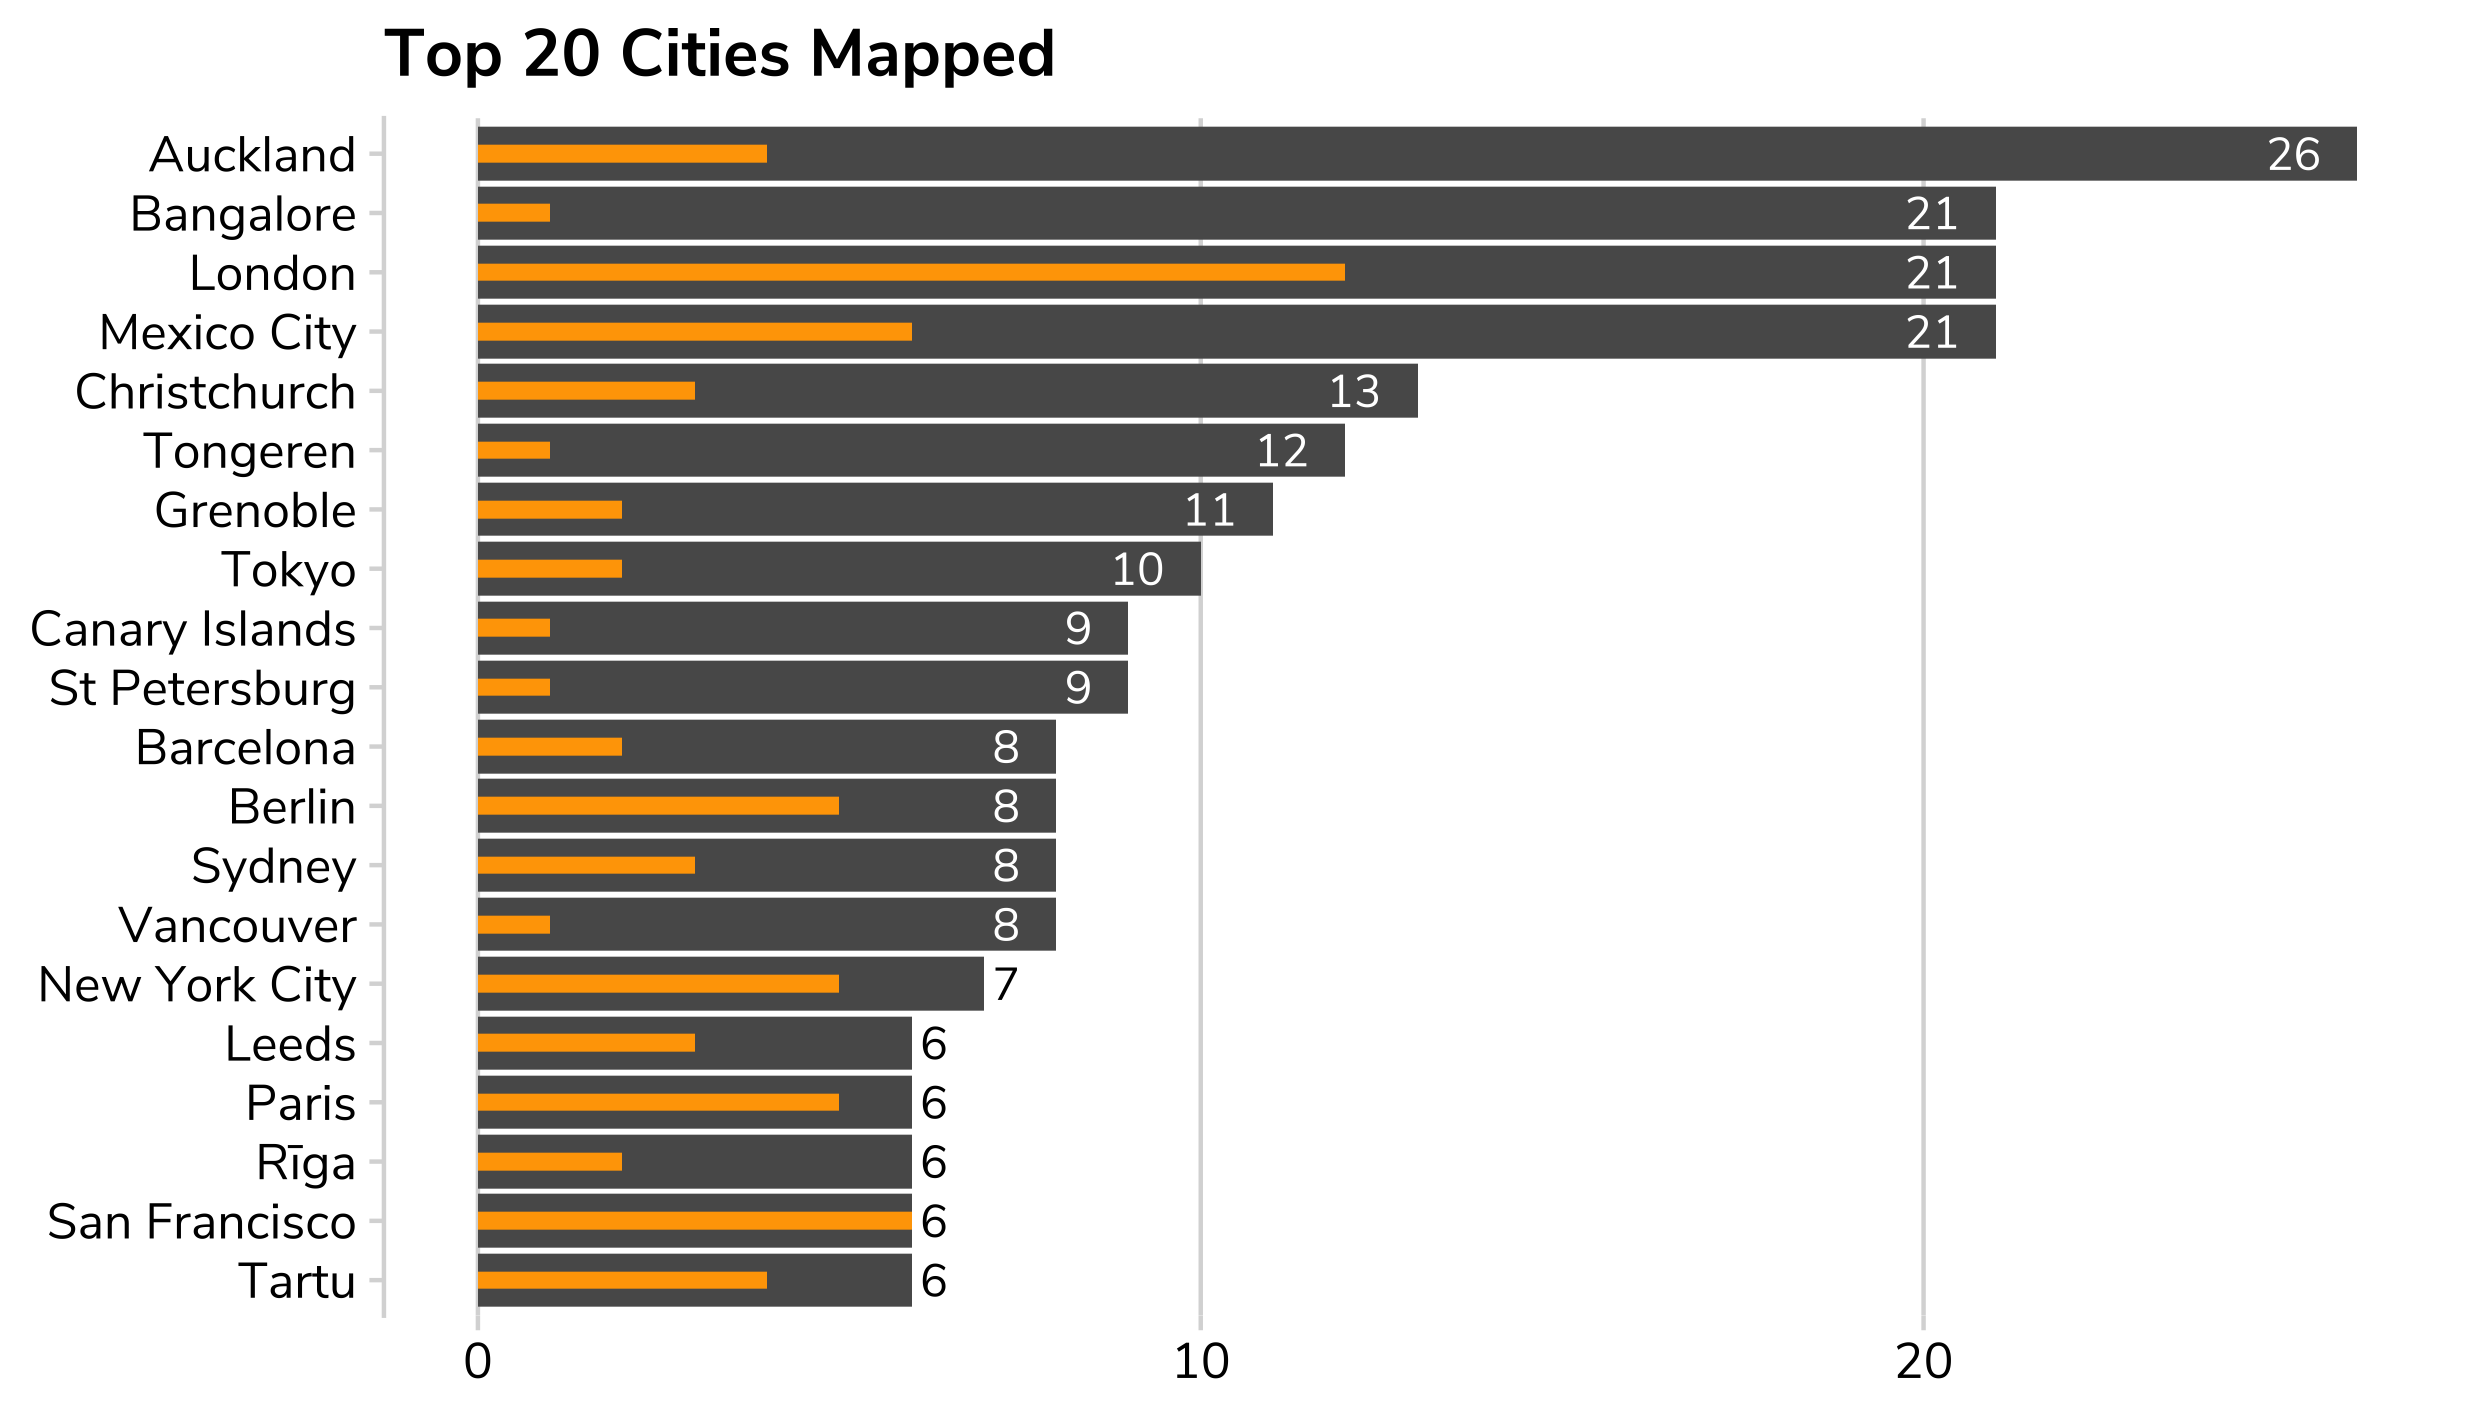 Top 20 Cities Mapped
Auckland 26
Bangalore 21
London 21
Mexico City 21
Christchurch 13
Tongeren 12
Grenoble 11
Tokyo 10
Canary Islands 9
St Petersburg 9
Barcelona 8
Berlin 8
Sydney 8
Vancouver 8
New York City 7
Leeds 6
Paris 6
Rīga 6
San Francisco 6
Tartu 6
0 10 20